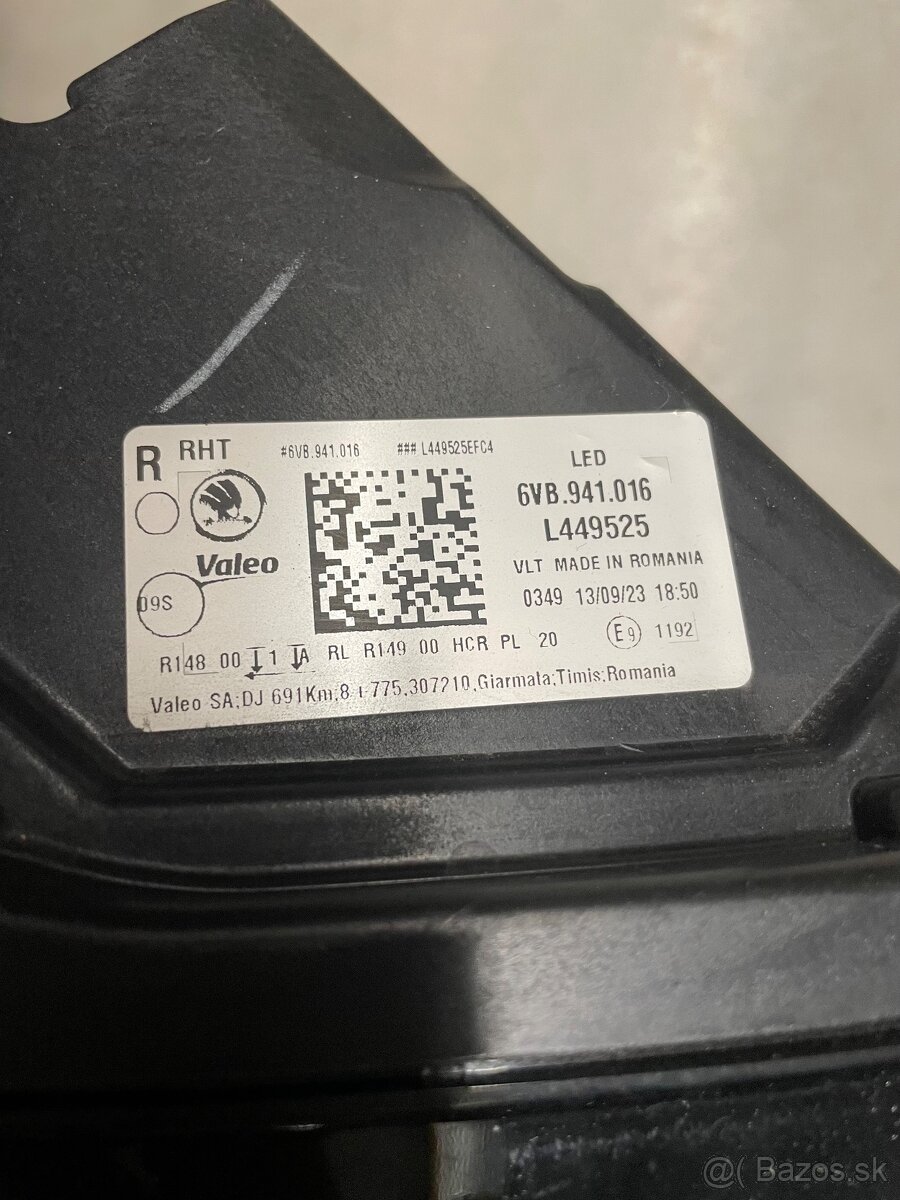 R RHT #6VB.941.016 ### L449525EFC4
LED
6VB.941.016
L449525
Valeo
VLT MADE IN ROMANIA
09S
0349 13/09/23 18:50
R148 00 1 A RL R149 00 HCR PL 20 E9 1192
Valeo SA;DJ 691Km,8+775,307210,Giarmata;Timis;Romania
@( Bazos.sk